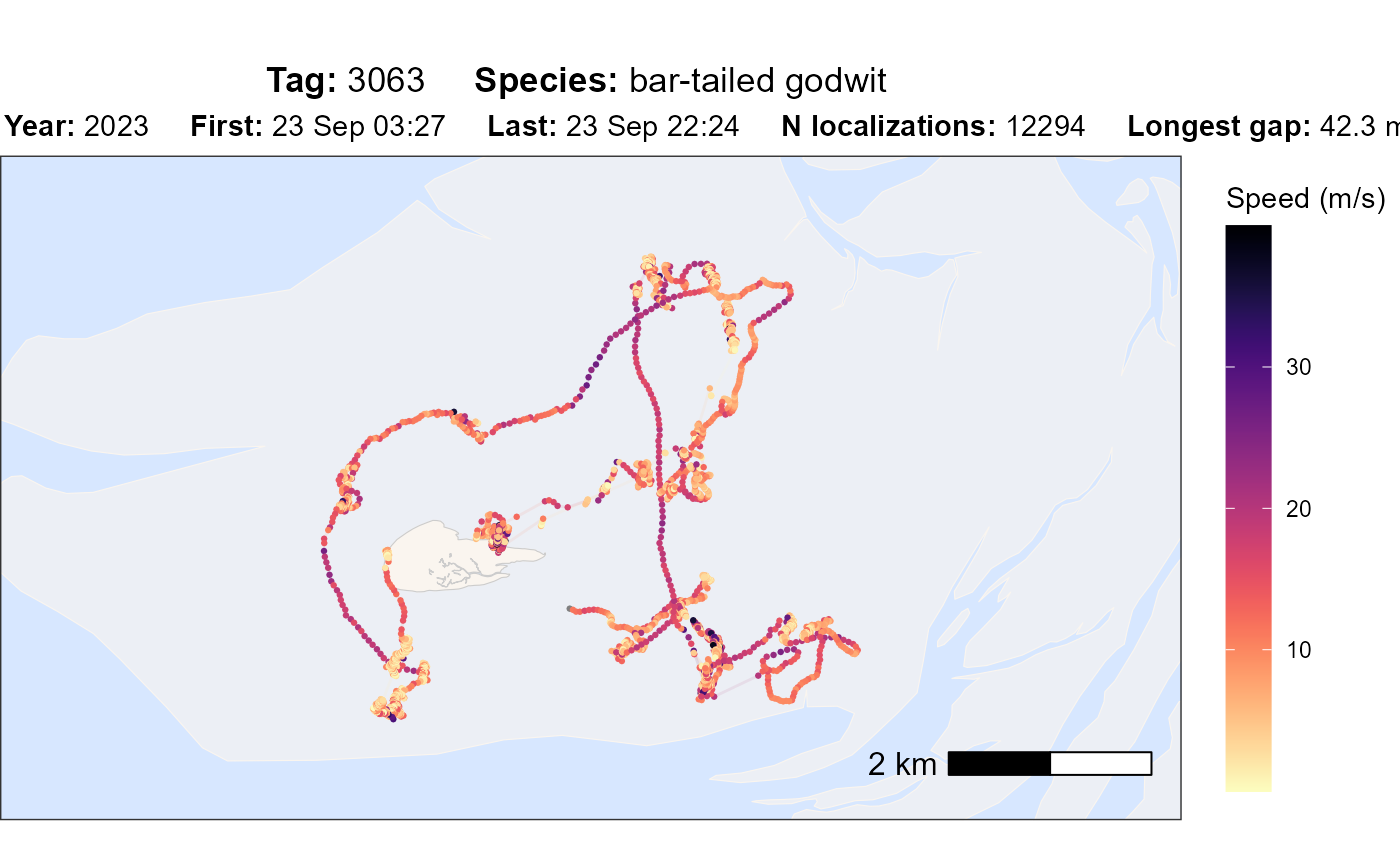 Tag: 3063 Species: bar-tailed godwit
Year: 2023 First: 23 Sep 03:27 Last: 23 Sep 22:24 N localizations: 12294 Longest gap: 42.3 m
Speed (m/s)
30
20
10
2 km